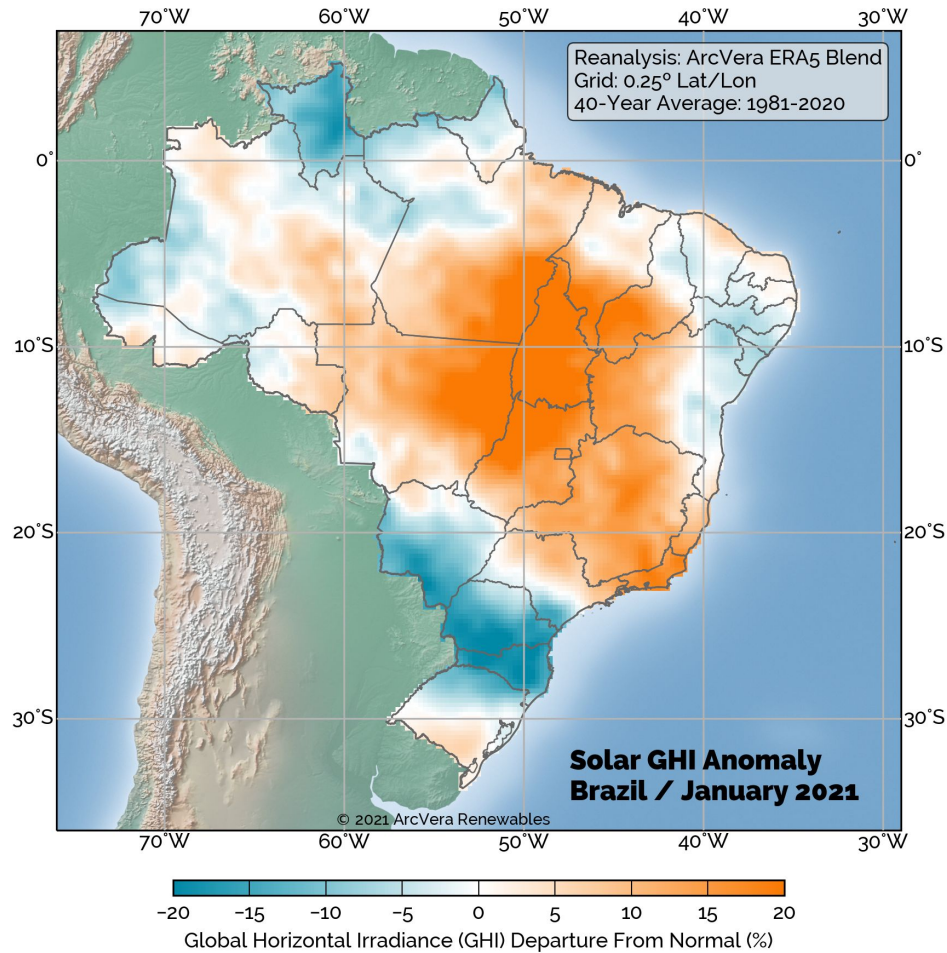 70°W 60°W 50°W 40°W 30°W
Reanalysis: ArcVera ERA5 Blend
Grid: 0.25º Lat/Lon
40-Year Average: 1981-2020
0° 0°
10°S 10°S
20°S 20°S
30°S 30°S
Solar GHI Anomaly
Brazil / January 2021
© 2021 ArcVera Renewables
70°W 60°W 50°W 40°W 30°W
−20 −15 −10 −5 0 5 10 15 20
Global Horizontal Irradiance (GHI) Departure From Normal (%)